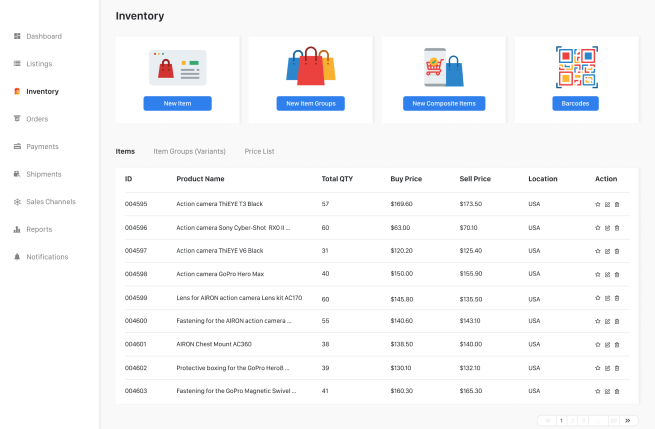 Inventory
Dashboard
Listings
Inventory
Orders
Payments
Shipments
Sales Channels
Reports
Notifications
New Item
New Item Groups
New Composite Items
Barcodes
Items Item Groups (Variants) Price List
ID Product Name Total QTY Buy Price Sell Price Location Action
004595 Action camera ThiEYE T3 Black 57 $169.60 $173.50 USA
004596 Action camera Sony Cyber-Shot RX0 II ... 60 $63.00 $70.10 USA
004597 Action camera ThiEYE V6 Black 31 $120.20 $125.40 USA
004598 Action camera GoPro Hero Max 40 $150.00 $155.90 USA
004599 Lens for AIRON action camera Lens kit AC170 60 $145.80 $135.50 USA
004600 Fastening for the AIRON action camera ... 55 $140.60 $143.10 USA
004601 AIRON Chest Mount AC360 38 $138.50 $140.00 USA
004602 Protective boxing for the GoPro Hero8 ... 39 $130.10 $132.10 USA
004603 Fastening for the GoPro Magnetic Swivel ... 41 $160.30 $165.30 USA
1 2 3 ...